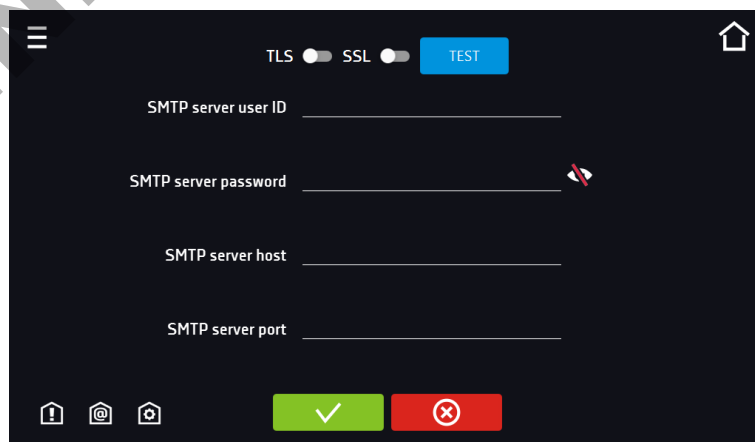 TLS SSL TEST
SMTP server user ID
SMTP server password
SMTP server host
SMTP server port